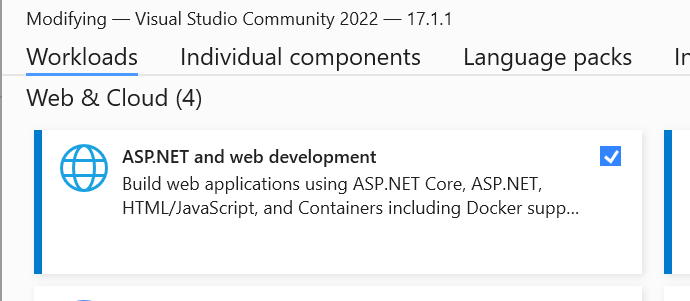 Modifying — Visual Studio Community 2022 — 17.1.1
Workloads Individual components Language packs In
Web & Cloud (4)
ASP.NET and web development
Build web applications using ASP.NET Core, ASP.NET,
HTML/JavaScript, and Containers including Docker supp...